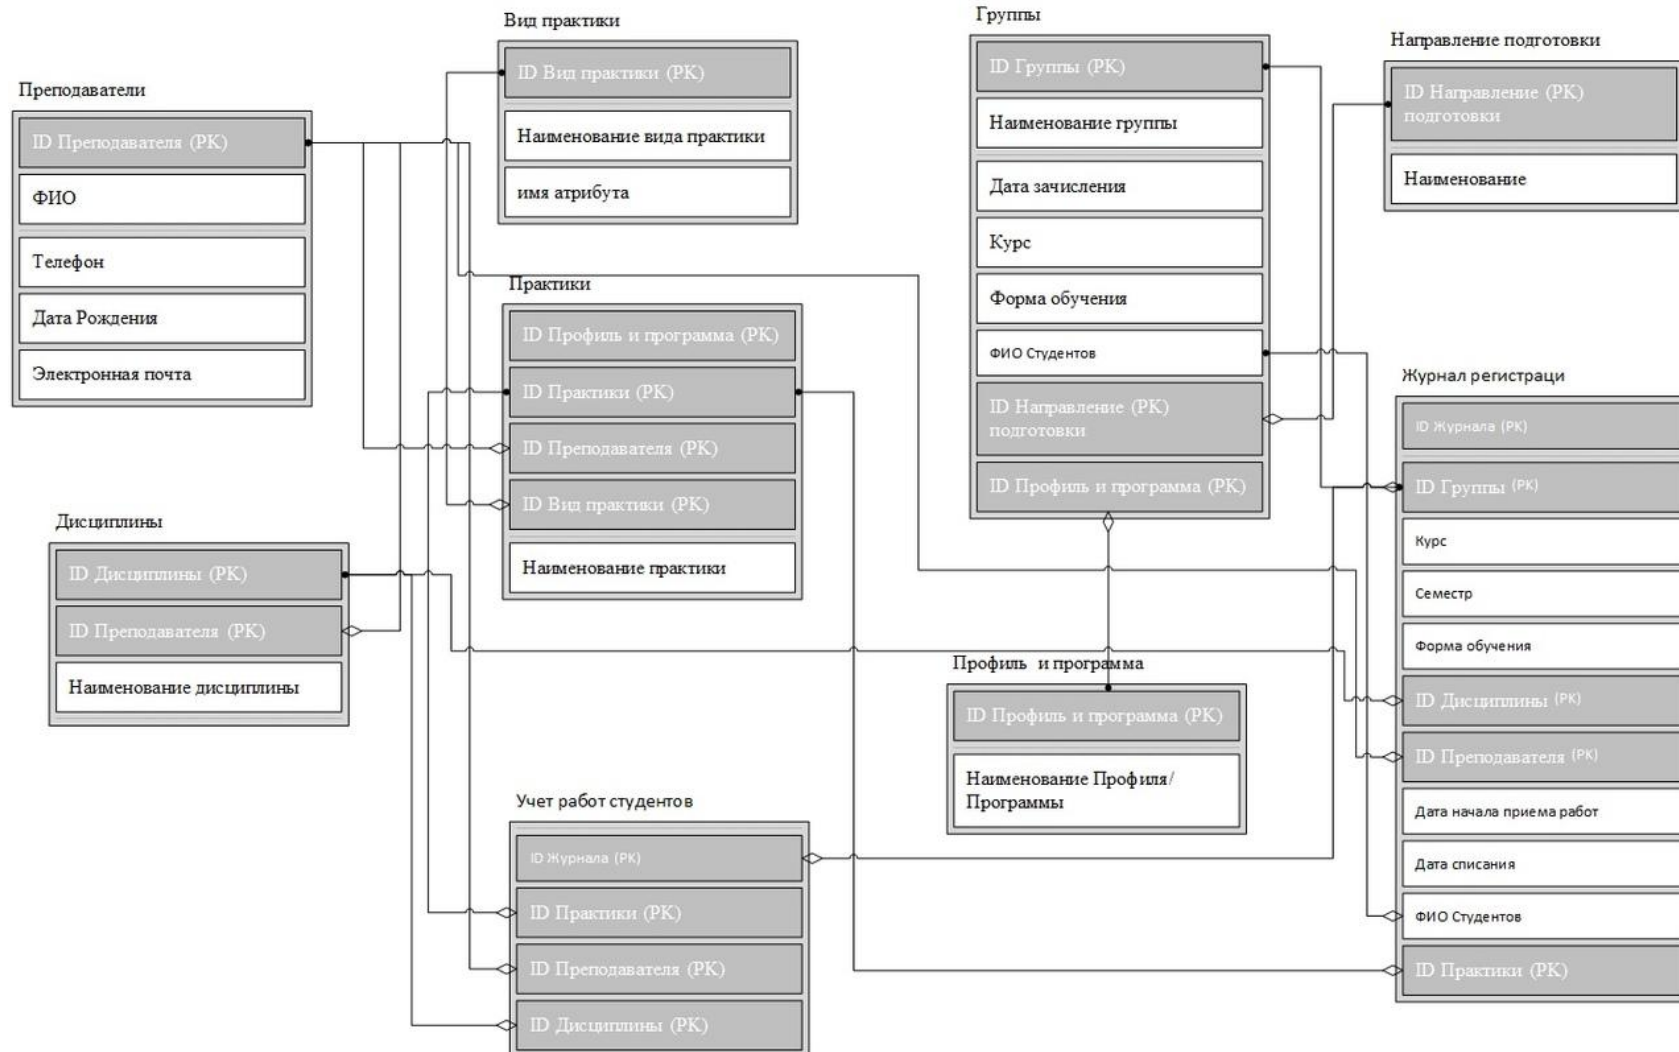 Преподаватели
ID Преподавателя (PK)
ФИО
Телефон
Дата Рождения
Электронная почта
Вид практики
ID Вид практики (PK)
Наименование вида практики
имя атрибута
Практики
ID Профиль и программа (PK)
ID Практики (PK)
ID Преподавателя (PK)
ID Вид практики (PK)
Наименование практики
Дисциплины
ID Дисциплины (PK)
ID Преподавателя (PK)
Наименование дисциплины
Учет работ студентов
ID Журнала (PK)
ID Практики (PK)
ID Преподавателя (PK)
ID Дисциплины (PK)
Группы
ID Группы (PK)
Наименование группы
Дата зачисления
Курс
Форма обучения
ФИО Студентов
ID Направление (PK)
подготовки
ID Профиль и программа (PK)
Профиль и программа
ID Профиль и программа (PK)
Наименование Профиля/
Программы
Направление подготовки
ID Направление (PK)
подготовки
Наименование
Журнал регистраци
ID Журнала (PK)
ID Группы (PK)
Курс
Семестр
Форма обучения
ID Дисциплины (PK)
ID Преподавателя (PK)
Дата начала приема работ
Дата списания
ФИО Студентов
ID Практики (PK)